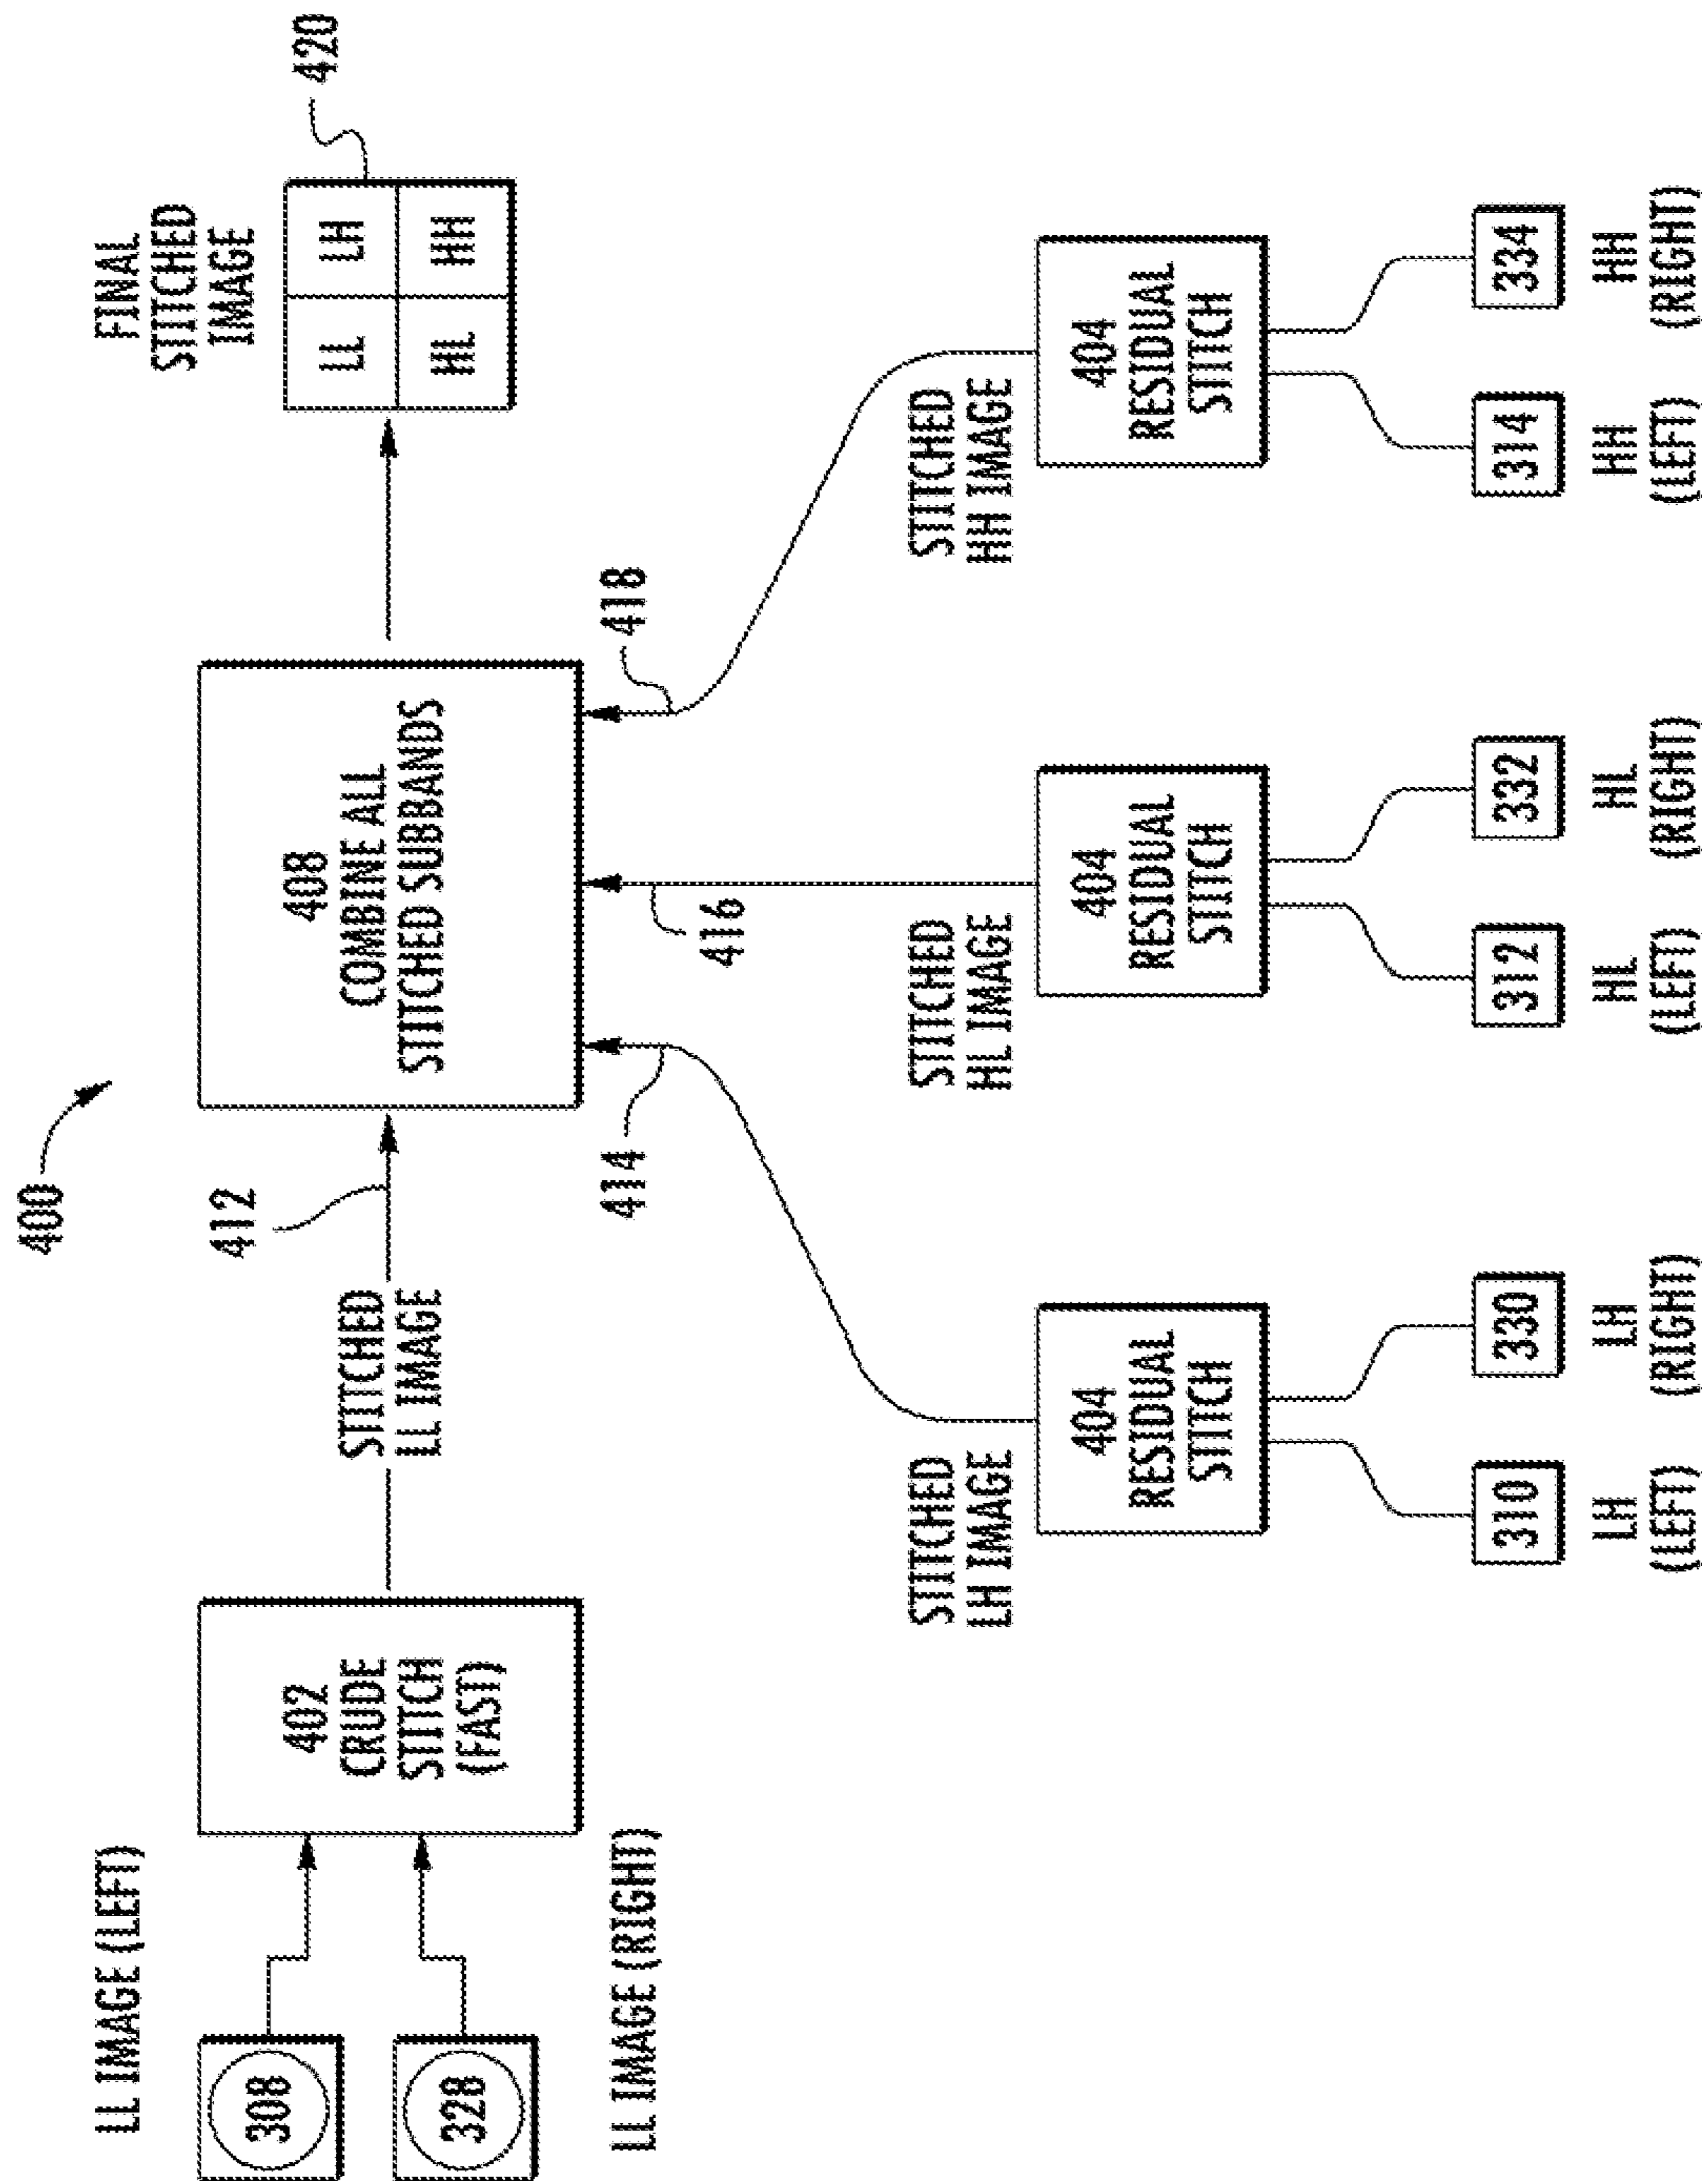 400
LL IMAGE (LEFT)
308
328
LL IMAGE (RIGHT)
402
CRUDE
STITCH
(FAST)
STITCHED
LL IMAGE
412
408
COMBINE ALL
STITCHED SUBBANDS
FINAL
STITCHED
IMAGE
LL
LH
HL
HH
420
414
416
418
STITCHED
LH IMAGE
STITCHED
HL IMAGE
STITCHED
HH IMAGE
404
RESIDUAL
STITCH
404
RESIDUAL
STITCH
404
RESIDUAL
STITCH
310
330
312
332
314
334
LH
(LEFT)
LH
(RIGHT)
HL
(LEFT)
HL
(RIGHT)
HH
(LEFT)
HH
(RIGHT)